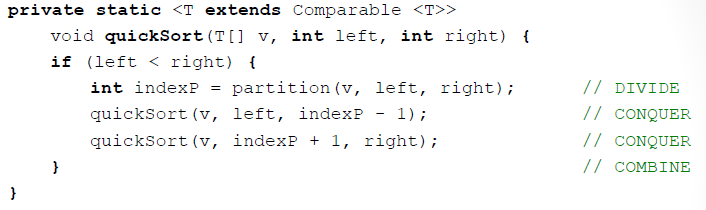 private static <T extends Comparable <T>>
    void quickSort(T[] v, int left, int right) {
    if (left < right) {
        int indexP = partition(v, left, right);       // DIVIDE
        quickSort(v, left, indexP - 1);               // CONQUER
        quickSort(v, indexP + 1, right);              // CONQUER
    }                                                 // COMBINE
}